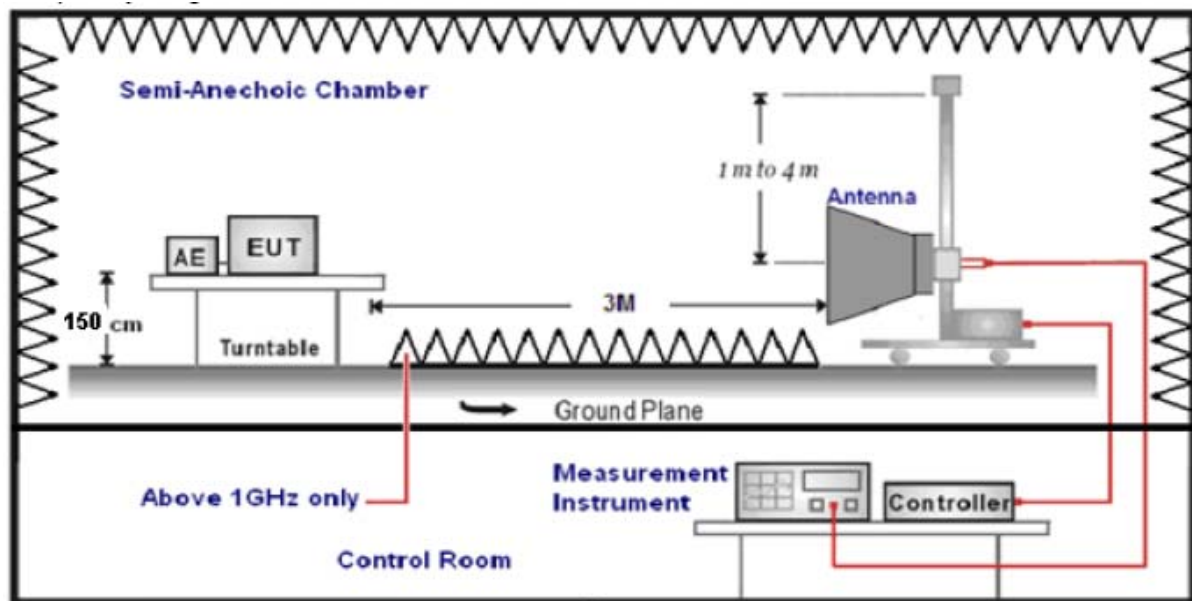 Semi-Anechoic Chamber
1 m to 4 m
Antenna
AE
EUT
150 cm
3M
Turntable
Ground Plane
Above 1GHz only
Measurement
Instrument
Controller
Control Room